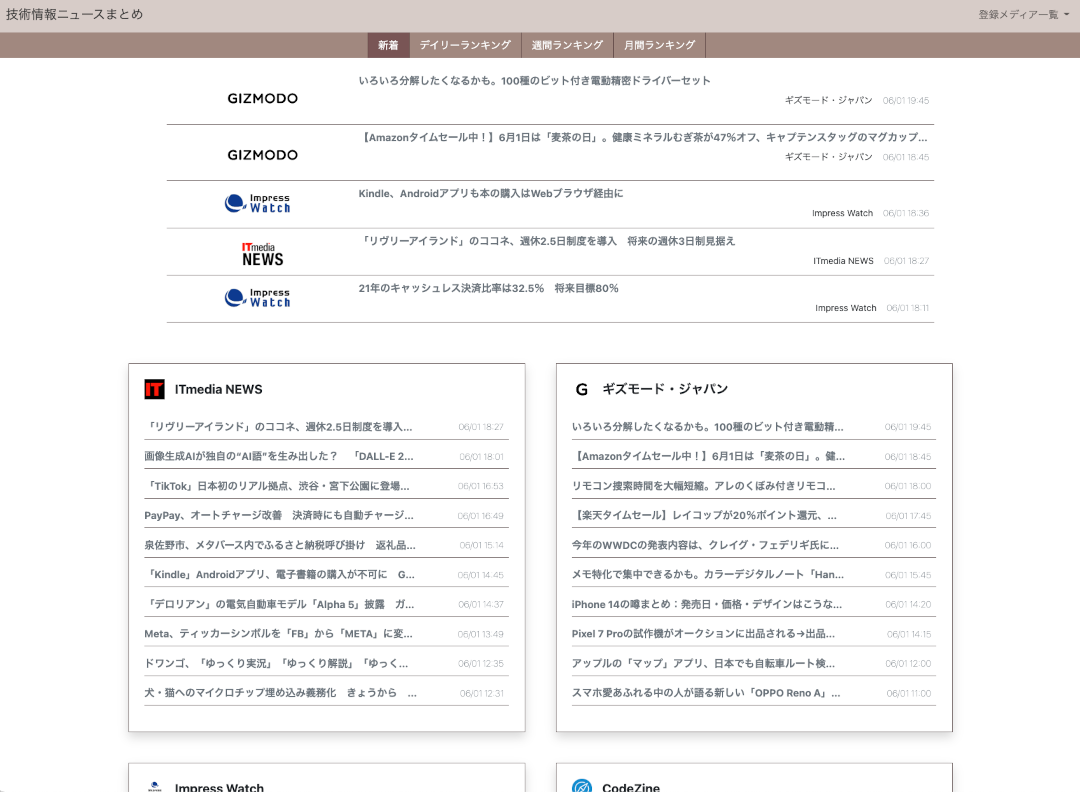 技術情報ニュースまとめ
登録メディア一覧
新着 デイリーランキング 週間ランキング 月間ランキング
GIZMODO
いろいろ分解したくなるかも。100種のビット付き電動精密ドライバーセット
ギズモード・ジャパン 06/01 19:45
GIZMODO
【Amazonタイムセール中！】6月1日は「麦茶の日」。健康ミネラルむぎ茶が47%オフ、キャプテンスタッグのマグカップ...
ギズモード・ジャパン 06/01 18:45
Impress Watch
Kindle、Androidアプリも本の購入はWebブラウザ経由に
Impress Watch 06/01 18:36
ITmedia NEWS
「リヴリーアイランド」のココネ、週休2.5日制度を導入　将来の週休3日制見据え
ITmedia NEWS 06/01 18:27
Impress Watch
21年のキャッシュレス決済比率は32.5%　将来目標80%
Impress Watch 06/01 18:11
IT ITmedia NEWS
「リヴリーアイランド」のココネ、週休2.5日制度を導入... 06/01 18:27
画像生成AIが独自の“AI語”を生み出した？　「DALL-E 2... 06/01 18:01
「TikTok」日本初のリアル拠点、渋谷・宮下公園に登場... 06/01 16:53
PayPay、オートチャージ改善　決済時にも自動チャージ... 06/01 16:49
泉佐野市、メタバース内でふるさと納税呼び掛け　返礼品... 06/01 15:14
「Kindle」Androidアプリ、電子書籍の購入が不可に　G... 06/01 14:45
「デロリアン」の電気自動車モデル「Alpha 5」披露　ガ... 06/01 14:37
Meta、ティッカーシンボルを「FB」から「META」に変... 06/01 13:49
ドワンゴ、「ゆっくり実況」「ゆっくり解説」「ゆっく... 06/01 12:35
犬・猫へのマイクロチップ埋め込み義務化　きょうから　... 06/01 12:31
G ギズモード・ジャパン
いろいろ分解したくなるかも。100種のビット付き電動精... 06/01 19:45
【Amazonタイムセール中！】6月1日は「麦茶の日」。健... 06/01 18:45
リモコン捜索時間を大幅短縮。アレのくぼみ付きリモコ... 06/01 18:00
【楽天タイムセール】レイコップが20%ポイント還元、... 06/01 17:45
今年のWWDCの発表内容は、クレイグ・フェデリギ氏に... 06/01 16:00
メモ特化で集中できるかも。カラーデジタルノート「Han... 06/01 15:45
iPhone 14の噂まとめ：発売日・価格・デザインはこうな... 06/01 14:20
Pixel 7 Proの試作機がオークションに出品される→出品... 06/01 14:15
アップルの「マップ」アプリ、日本でも自転車ルート検... 06/01 12:00
スマホ愛あふれる中の人が語る新しい「OPPO Reno A」... 06/01 11:00
Impress Watch
CodeZine